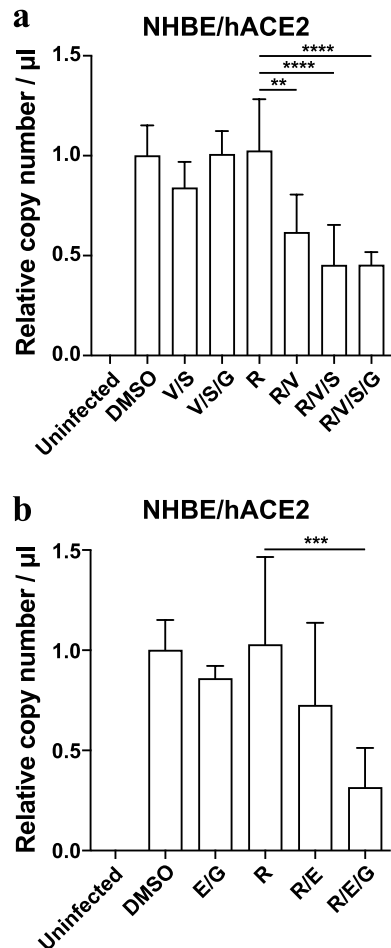 a
NHBE/hACE2
Relative copy number / µl
1.5
1.0
0.5
0.0
****
****
**
Uninfected
DMSO
V/S
V/S/G
R
R/V
R/V/S
R/V/S/G
b
NHBE/hACE2
Relative copy number / µl
1.5
1.0
0.5
0.0
***
Uninfected
DMSO
E/G
R
R/E
R/E/G